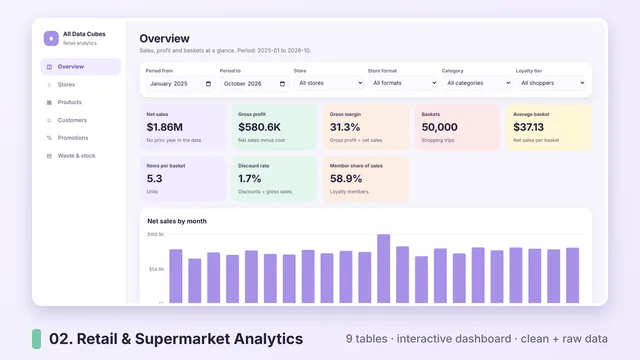 All Data Cubes
Retail analytics
Overview
Stores
Products
Customers
Promotions
Waste & stock
Overview
Sales, profit and baskets at a glance. Period: 2025-01 to 2026-10.
Period from
January 2025
Period to
October 2026
Store
All stores
Store format
All formats
Category
All categories
Loyalty tier
All shoppers
Net sales
$1.86M
No prior year in the data
Gross profit
$580.6K
Net sales minus cost
Gross margin
31.3%
Gross profit ÷ net sales
Baskets
50,000
Shopping trips
Average basket
$37.13
Net sales per basket
Items per basket
5.3
Units
Discount rate
1.7%
Discounts ÷ gross sales
Member share of sales
58.9%
Loyalty members
Net sales by month
02. Retail & Supermarket Analytics
9 tables · interactive dashboard · clean + raw data